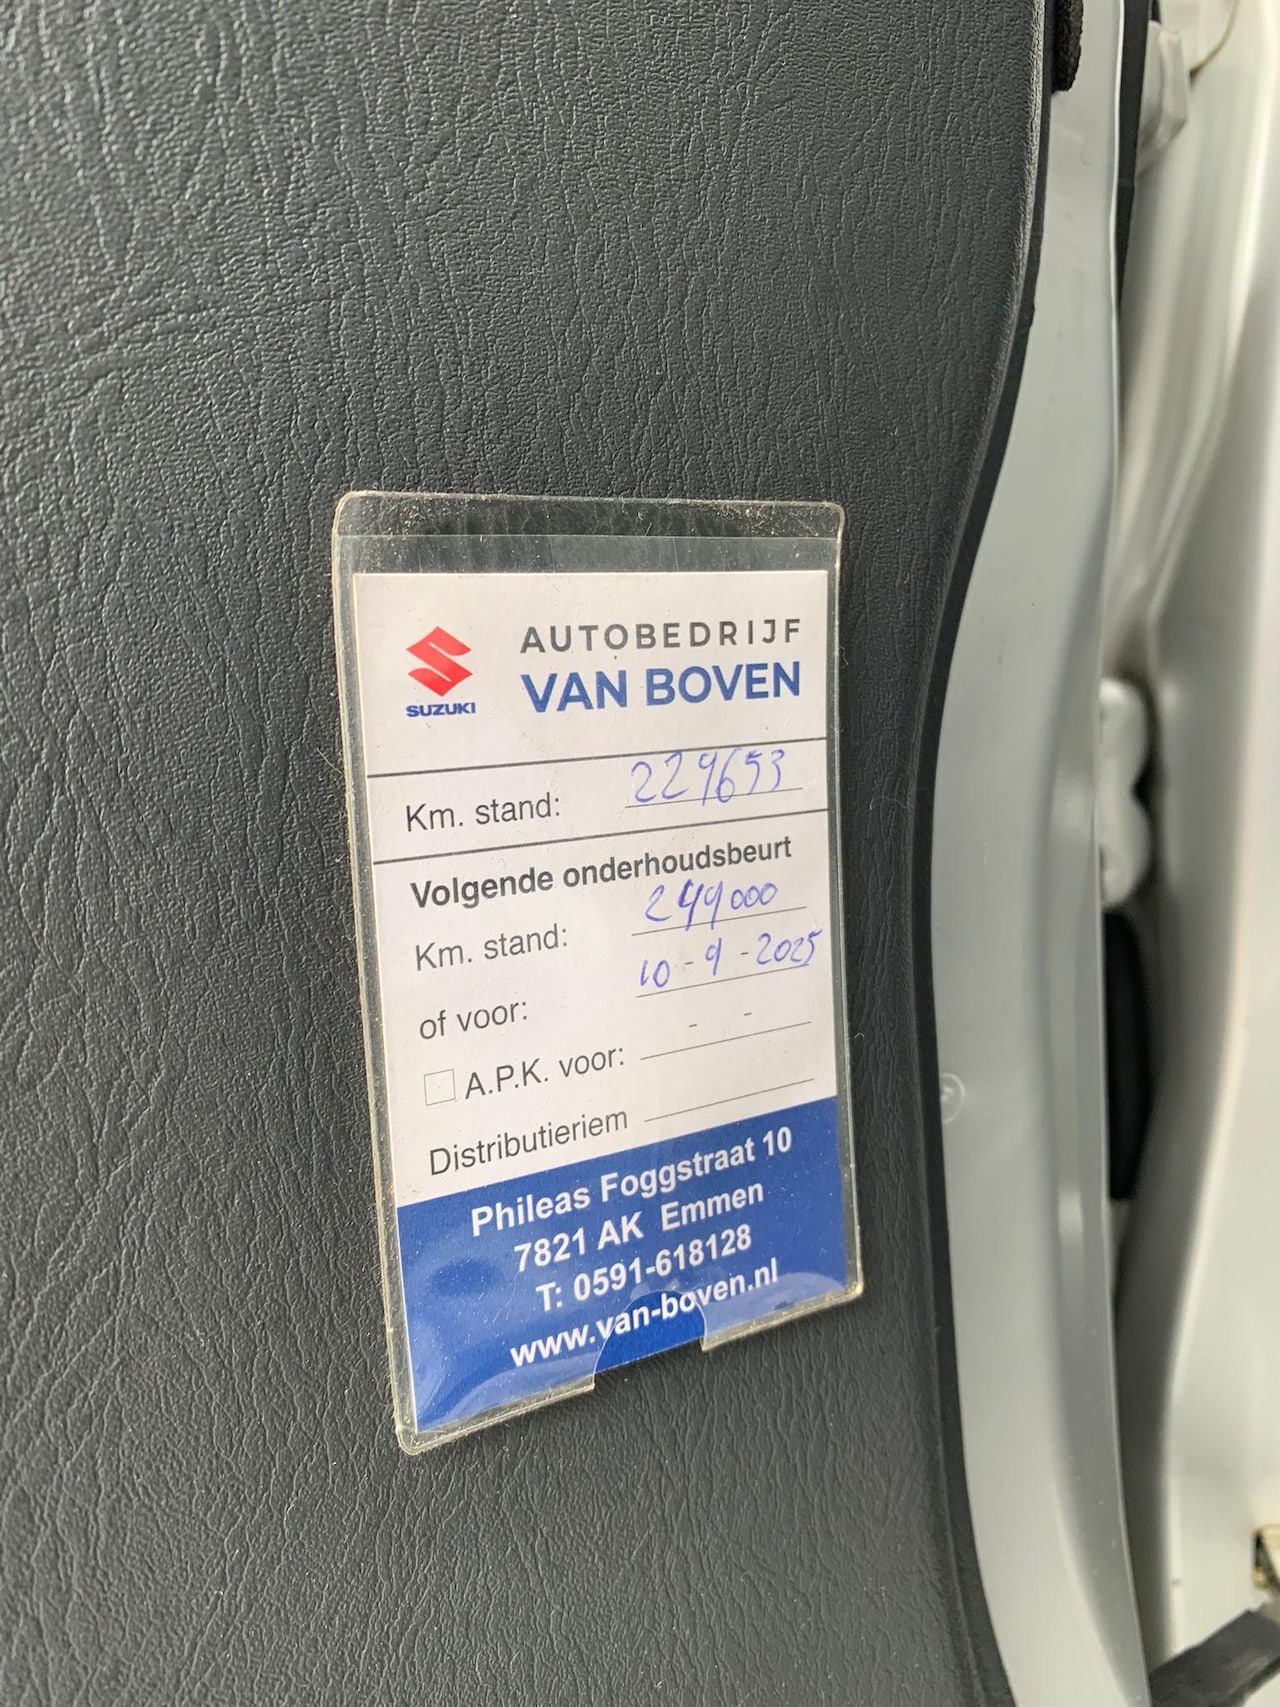 SUZUKI
AUTOBEDRIJF
VAN BOVEN
Km. stand: 229653
Volgende onderhoudsbeurt
Km. stand: 249000
of voor: 10-9-2025
A.P.K. voor: - -
Distributieriem
Phileas Foggstraat 10
7821 AK Emmen
T: 0591-618128
www.van-boven.nl